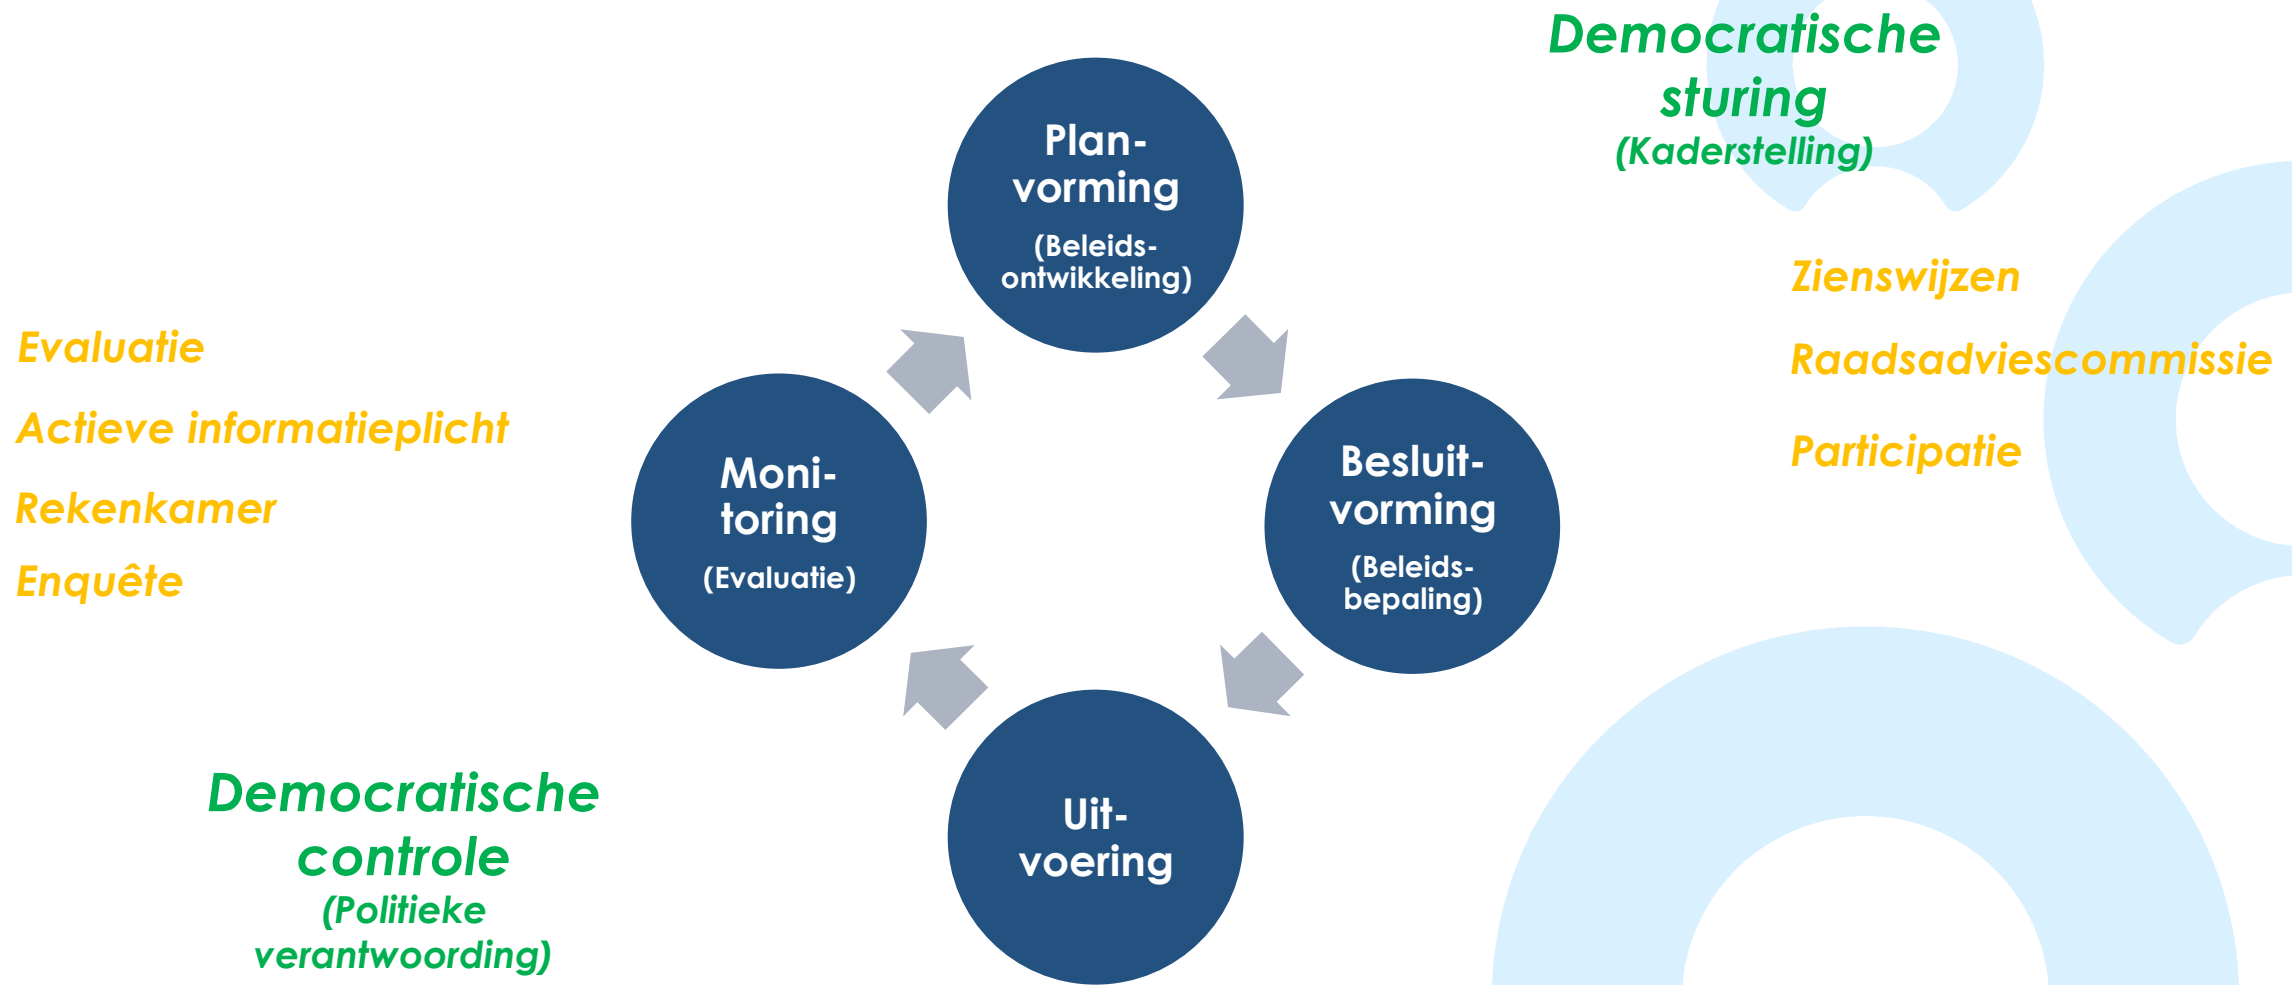 Democratische
sturing
(Kaderstelling)
Plan-
vorming
(Beleids-
ontwikkeling)
Zienswijzen
Raadsadviescommissie
Participatie
Evaluatie
Actieve informatieplicht
Rekenkamer
Enquête
Moni-
toring
(Evaluatie)
Besluit-
vorming
(Beleids-
bepaling)
Uit-
voering
Democratische
controle
(Politieke
verantwoording)